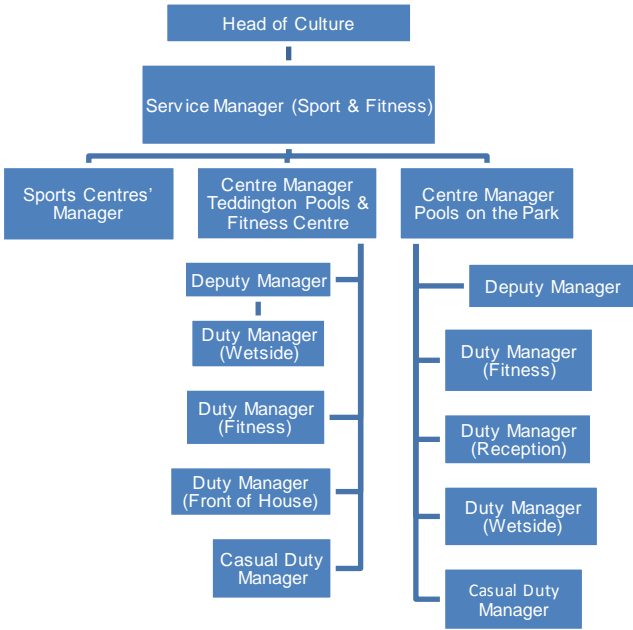 Head of Culture
Service Manager (Sport & Fitness)
Sports Centres'
Manager
Centre Manager
Teddington Pools &
Fitness Centre
Centre Manager
Pools on the Park
Deputy Manager
Duty Manager
(Wetside)
Duty Manager
(Fitness)
Duty Manager
(Front of House)
Casual Duty
Manager
Deputy Manager
Duty Manager
(Fitness)
Duty Manager
(Reception)
Duty Manager
(Wetside)
Casual Duty
Manager